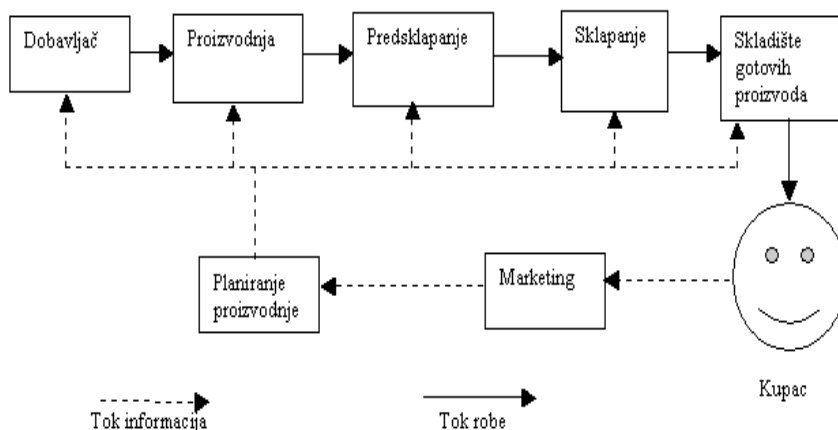 Dobavljač
Proizvodnja
Predsklapanje
Sklapanje
Skladište
gotovih
proizvoda
Planiranje
proizvodnje
Marketing
Kupac
Tok informacija
Tok robe